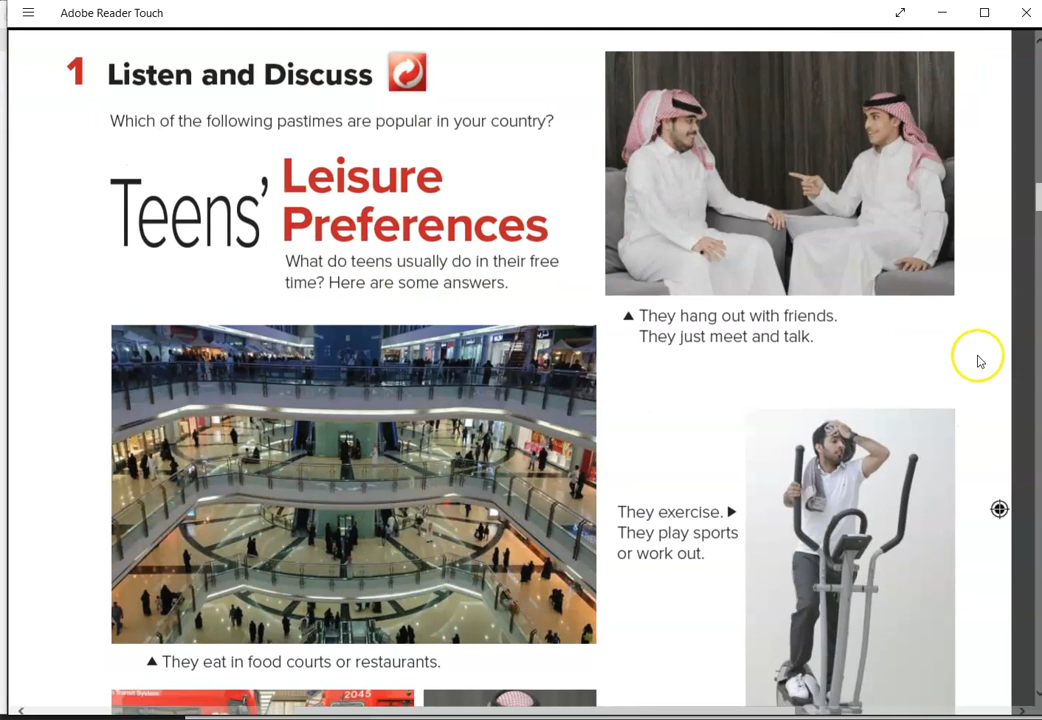 Adobe Reader Touch
1 Listen and Discuss
Which of the following pastimes are popular in your country?
Teens' Leisure
Preferences
What do teens usually do in their free
time? Here are some answers.
▲ They hang out with friends.
They just meet and talk.
They exercise. ▶
They play sports
or work out.
▲ They eat in food courts or restaurants.
Transit System
2045